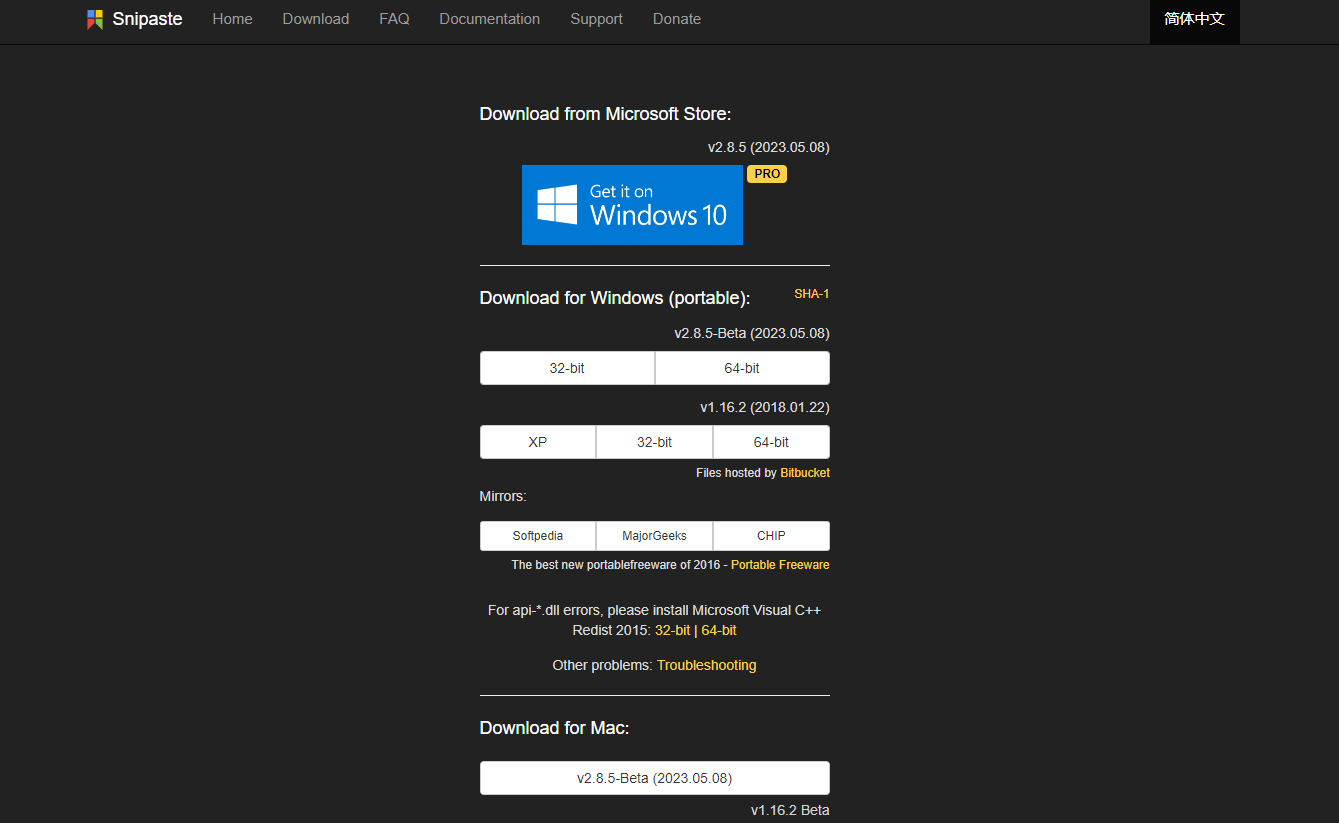 Snipaste Home Download FAQ Documentation Support Donate 简体中文
Download from Microsoft Store:
v2.8.5 (2023.05.08)
Get it on
Windows 10
PRO
Download for Windows (portable): SHA-1
v2.8.5-Beta (2023.05.08)
32-bit 64-bit
v1.16.2 (2018.01.22)
XP 32-bit 64-bit
Files hosted by Bitbucket
Mirrors:
Softpedia MajorGeeks CHIP
The best new portablefreeware of 2016 - Portable Freeware
For api-*.dll errors, please install Microsoft Visual C++
Redist 2015: 32-bit | 64-bit
Other problems: Troubleshooting
Download for Mac:
v2.8.5-Beta (2023.05.08)
v1.16.2 Beta